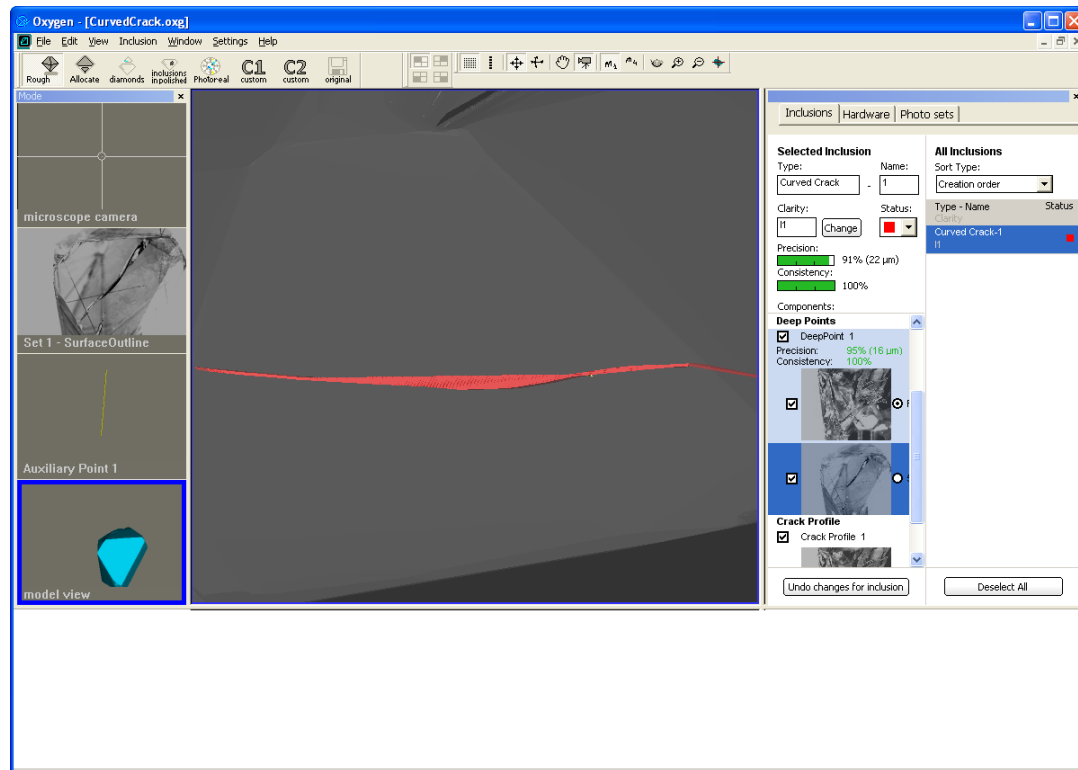 Oxygen - [CurvedCrack.oxg]
File Edit View Inclusion Window Settings Help
Rough Allocate diamonds inclusions inpolished Photoreal C1 custom C2 custom original
Mode
microscope camera
Set 1 - SurfaceOutline
Auxiliary Point 1
model view
Inclusions Hardware Photo sets
Selected Inclusion
Type: Name:
Curved Crack - 1
Clarity: Status:
I1 Change
Precision:
91% (22 µm)
Consistency:
100%
Components:
Deep Points
DeepPoint 1
Precision: 95% (16 µm)
Consistency: 100%
Crack Profile
Crack Profile 1
Undo changes for inclusion
All Inclusions
Sort Type:
Creation order
Type - Name Status
Clarity
Curved Crack-1
I1
Deselect All